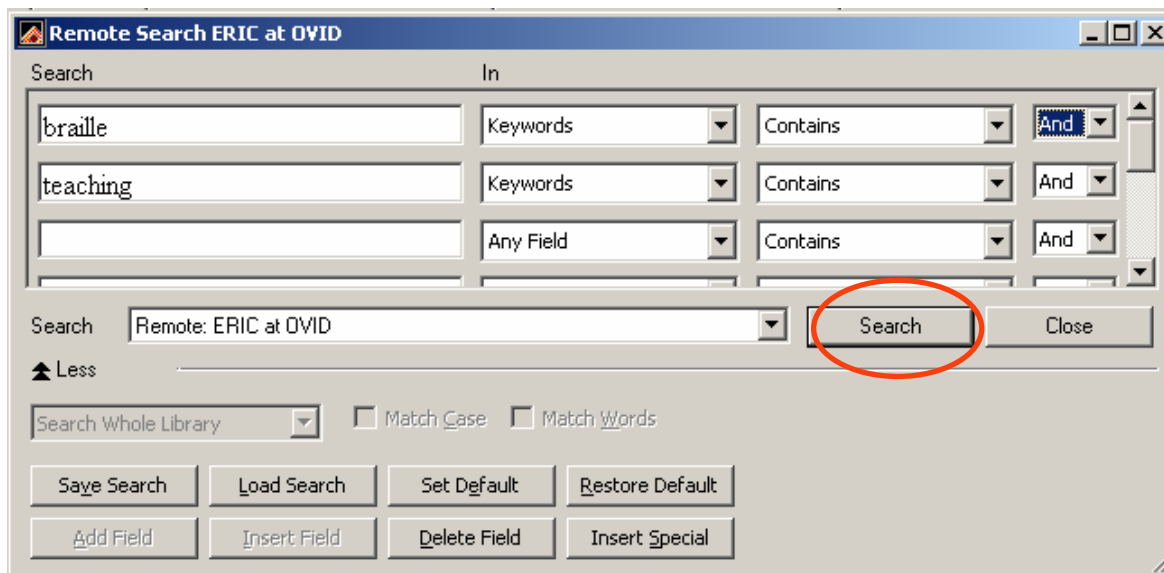 Remote Search ERIC at OVID
Search In
braille Keywords Contains And
teaching Keywords Contains And
Any Field Contains And
Search Remote: ERIC at OVID Search Close
Less
Search Whole Library Match Case Match Words
Save Search Load Search Set Default Restore Default
Add Field Insert Field Delete Field Insert Special